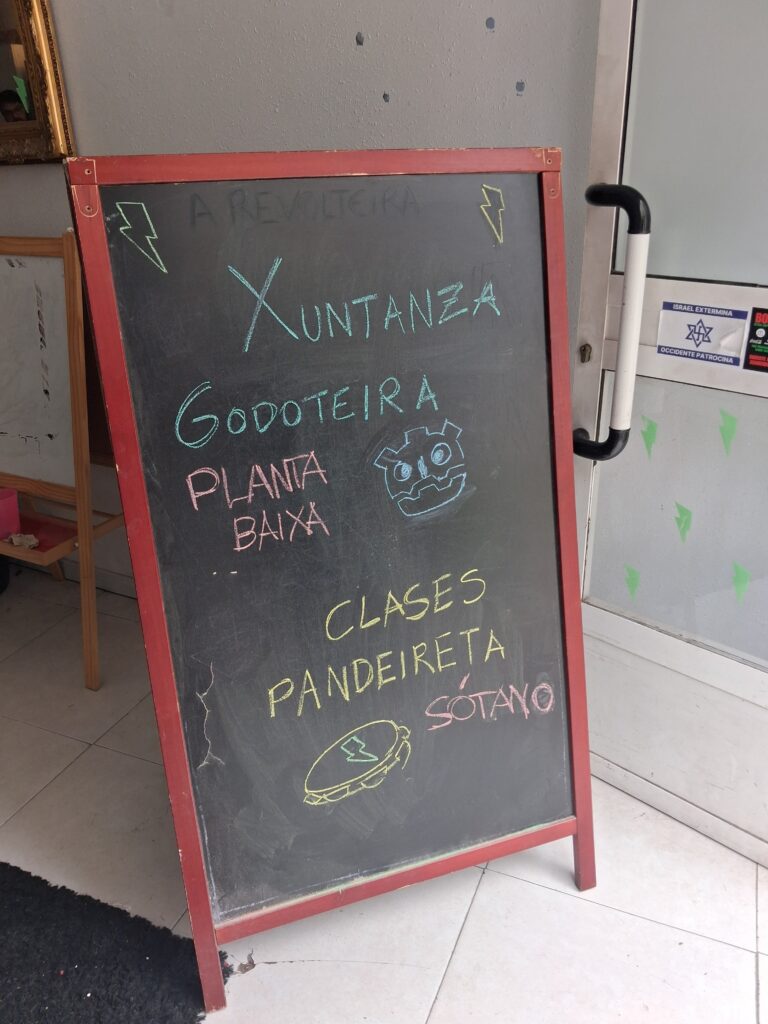 A REVOLTEIRA
XUNTANZA
GODOTEIRA
PLANTA
BAIXA
CLASES
PANDEIRETA
SÓTANO
ISRAEL EXTERMINA
OCCIDENTE PATROCINA